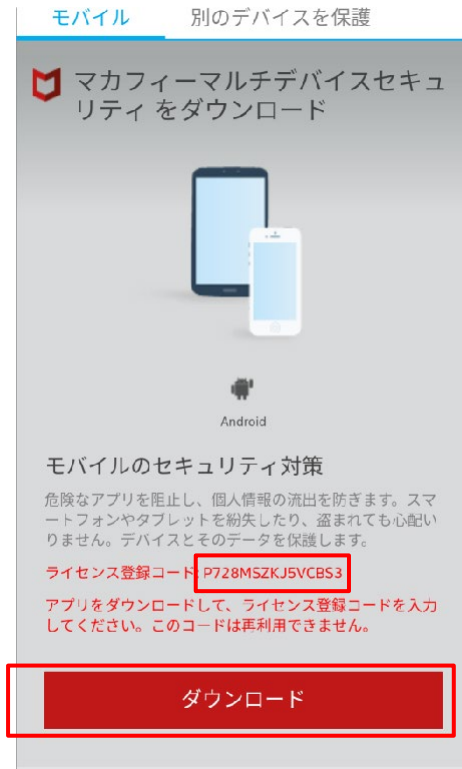 モバイル 別のデバイスを保護
マカフィーマルチデバイスセキュ
リティ をダウンロード
Android
モバイルのセキュリティ対策
危険なアプリを阻止し、個人情報の流出を防ぎます。スマ
ートフォンやタブレットを紛失したり、盗まれても心配い
りません。デバイスとそのデータを保護します。
ライセンス登録コード: P728MSZKJ5VCBS3
アプリをダウンロードして、ライセンス登録コードを入力
してください。このコードは再利用できません。
ダウンロード